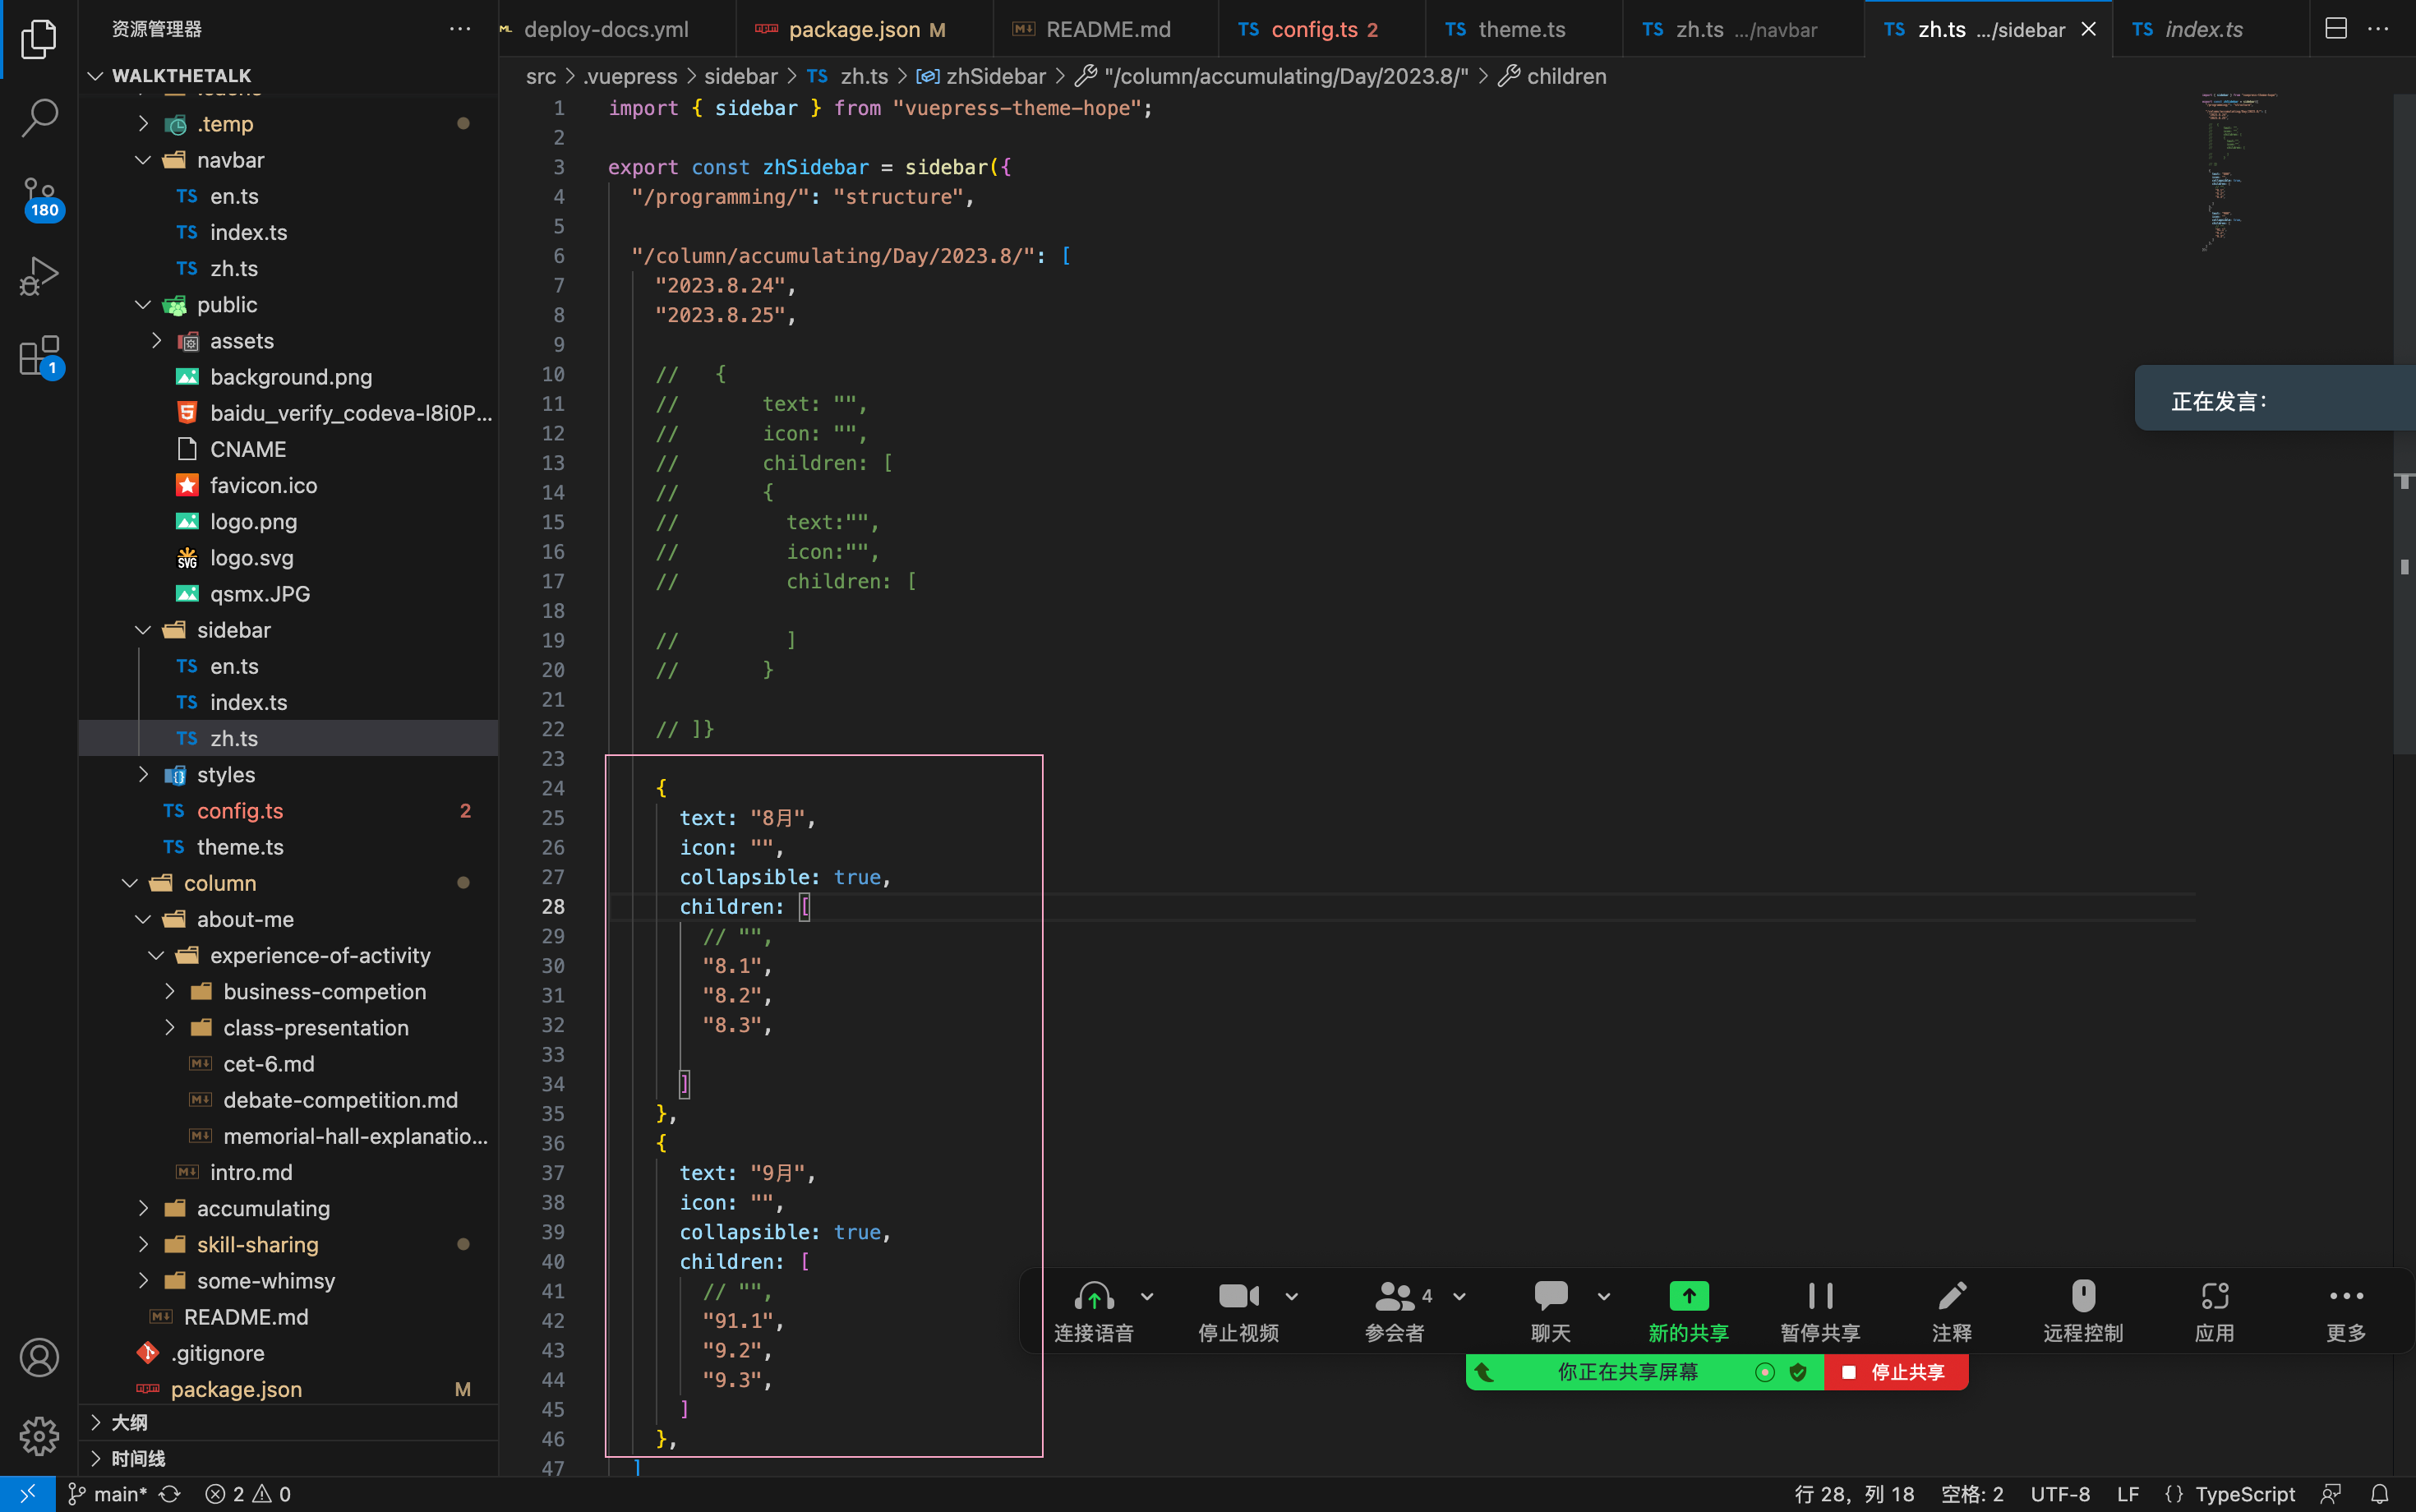 资源管理器
deploy-docs.yml
package.json M
README.md
TS config.ts 2
TS theme.ts
TS zh.ts .../navbar
TS zh.ts .../sidebar
TS index.ts
WALKTHETALK
src > .vuepress > sidebar > TS zh.ts > zhSidebar > "/column/accumulating/Day/2023.8/" > children
.temp
navbar
TS en.ts
TS index.ts
TS zh.ts
public
assets
background.png
baidu_verify_codeva-l8i0P...
CNAME
favicon.ico
logo.png
SVG logo.svg
qsmx.JPG
sidebar
TS en.ts
TS index.ts
TS zh.ts
styles
TS config.ts 2
TS theme.ts
column
about-me
experience-of-activity
business-competion
class-presentation
cet-6.md
debate-competition.md
memorial-hall-explanatio...
intro.md
accumulating
skill-sharing
some-whimsy
README.md
.gitignore
package.json M
大纲
时间线
180
1
1 import { sidebar } from "vuepress-theme-hope";
2
3 export const zhSidebar = sidebar({
4 "/programming/": "structure",
5
6 "/column/accumulating/Day/2023.8/": [
7 "2023.8.24",
8 "2023.8.25",
9
10 // {
11 // text: "",
12 // icon: "",
13 // children: [
14 // {
15 // text:"",
16 // icon:"",
17 // children: [
18
19 // ]
20 // }
21
22 // ]}
23
24 {
25 text: "8月",
26 icon: "",
27 collapsible: true,
28 children: [
29 // "",
30 "8.1",
31 "8.2",
32 "8.3",
33
34 ]
35 },
36 {
37 text: "9月",
38 icon: "",
39 collapsible: true,
40 children: [
41 // "",
42 "91.1",
43 "9.2",
44 "9.3",
45 ]
46 },
47 ]
正在发言:
连接语音
停止视频
4
参会者
聊天
新的共享
暂停共享
注释
远程控制
应用
更多
你正在共享屏幕
停止共享
main* 2 0
行 28，列 18 空格: 2 UTF-8 LF {} TypeScript